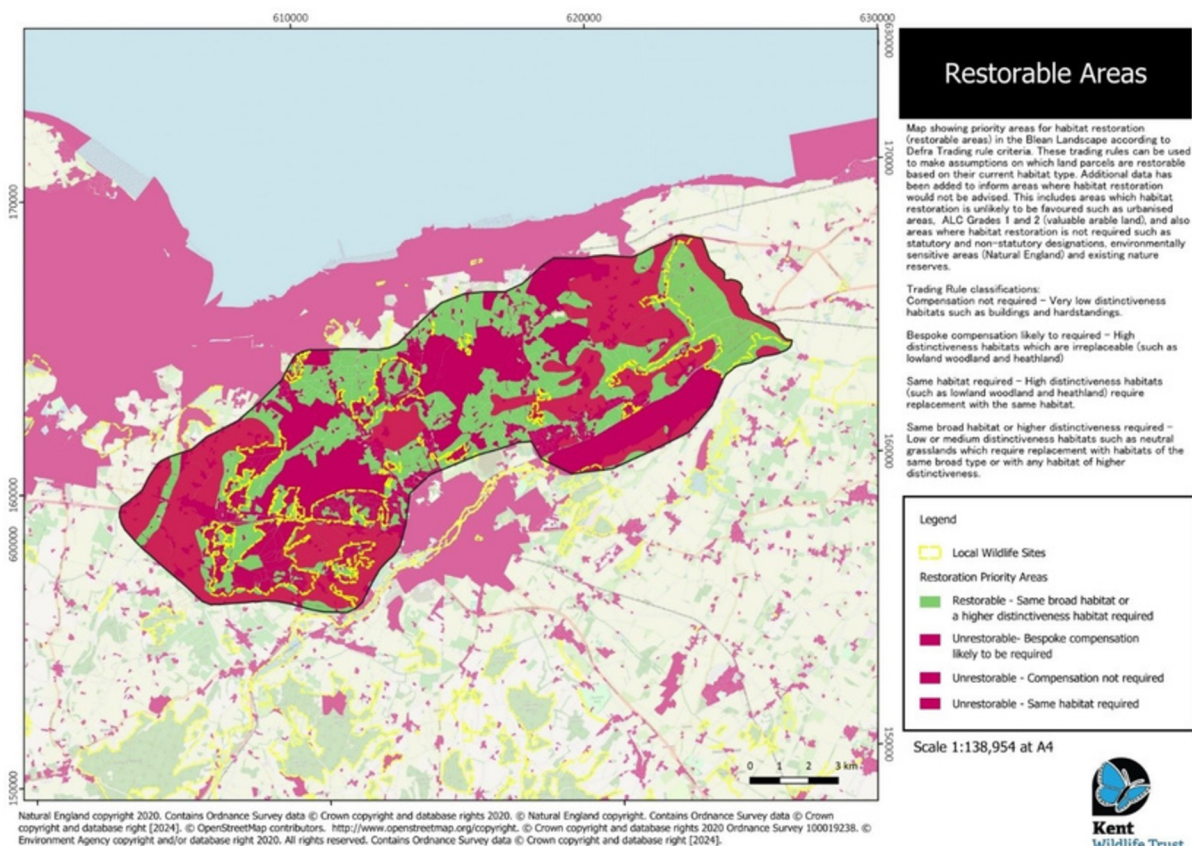 610000
620000
630000
630000
170000
170000
160000
160000
600000
150000
150000
0 1 2 3 km
Restorable Areas
Map showing priority areas for habitat restoration
(restorable areas) in the Blean Landscape according to
Defra Trading rule criteria. These trading rules can be used
to make assumptions on which land parcels are restorable
based on their current habitat type. Additional data has
been added to inform areas where habitat restoration
would not be advised. This includes areas which habitat
restoration is unlikely to be favoured such as urbanised
areas, ALC Grades 1 and 2 (valuable arable land), and also
areas where habitat restoration is not required such as
statutory and non-statutory designations, environmentally
sensitive areas (Natural England) and existing nature
reserves.
Trading Rule classifications:
Compensation not required – Very low distinctiveness
habitats such as buildings and hardstandings.
Bespoke compensation likely to required – High
distinctiveness habitats which are irreplaceable (such as
lowland woodland and heathland)
Same habitat required – High distinctiveness habitats
(such as lowland woodland and heathland) require
replacement with the same habitat.
Same broad habitat or higher distinctiveness required –
Low or medium distinctiveness habitats such as neutral
grasslands which require replacement with habitats of the
same broad type or with any habitat of higher
distinctiveness.
Legend
Local Wildlife Sites
Restoration Priority Areas
Restorable - Same broad habitat or
a higher distinctiveness habitat required
Unrestorable- Bespoke compensation
likely to be required
Unrestorable - Compensation not required
Unrestorable - Same habitat required
Scale 1:138,954 at A4
Kent
Wildlife Trust
Natural England copyright 2020. Contains Ordnance Survey data © Crown copyright and database rights 2020. © Natural England copyright. Contains Ordnance Survey data © Crown
copyright and database right [2024]. © OpenStreetMap contributors. http://www.openstreetmap.org/copyright. © Crown copyright and database rights 2020 Ordnance Survey 100019238. ©
Environment Agency copyright and/or database right 2020. All rights reserved. Contains Ordnance Survey data © Crown copyright and database right [2024].